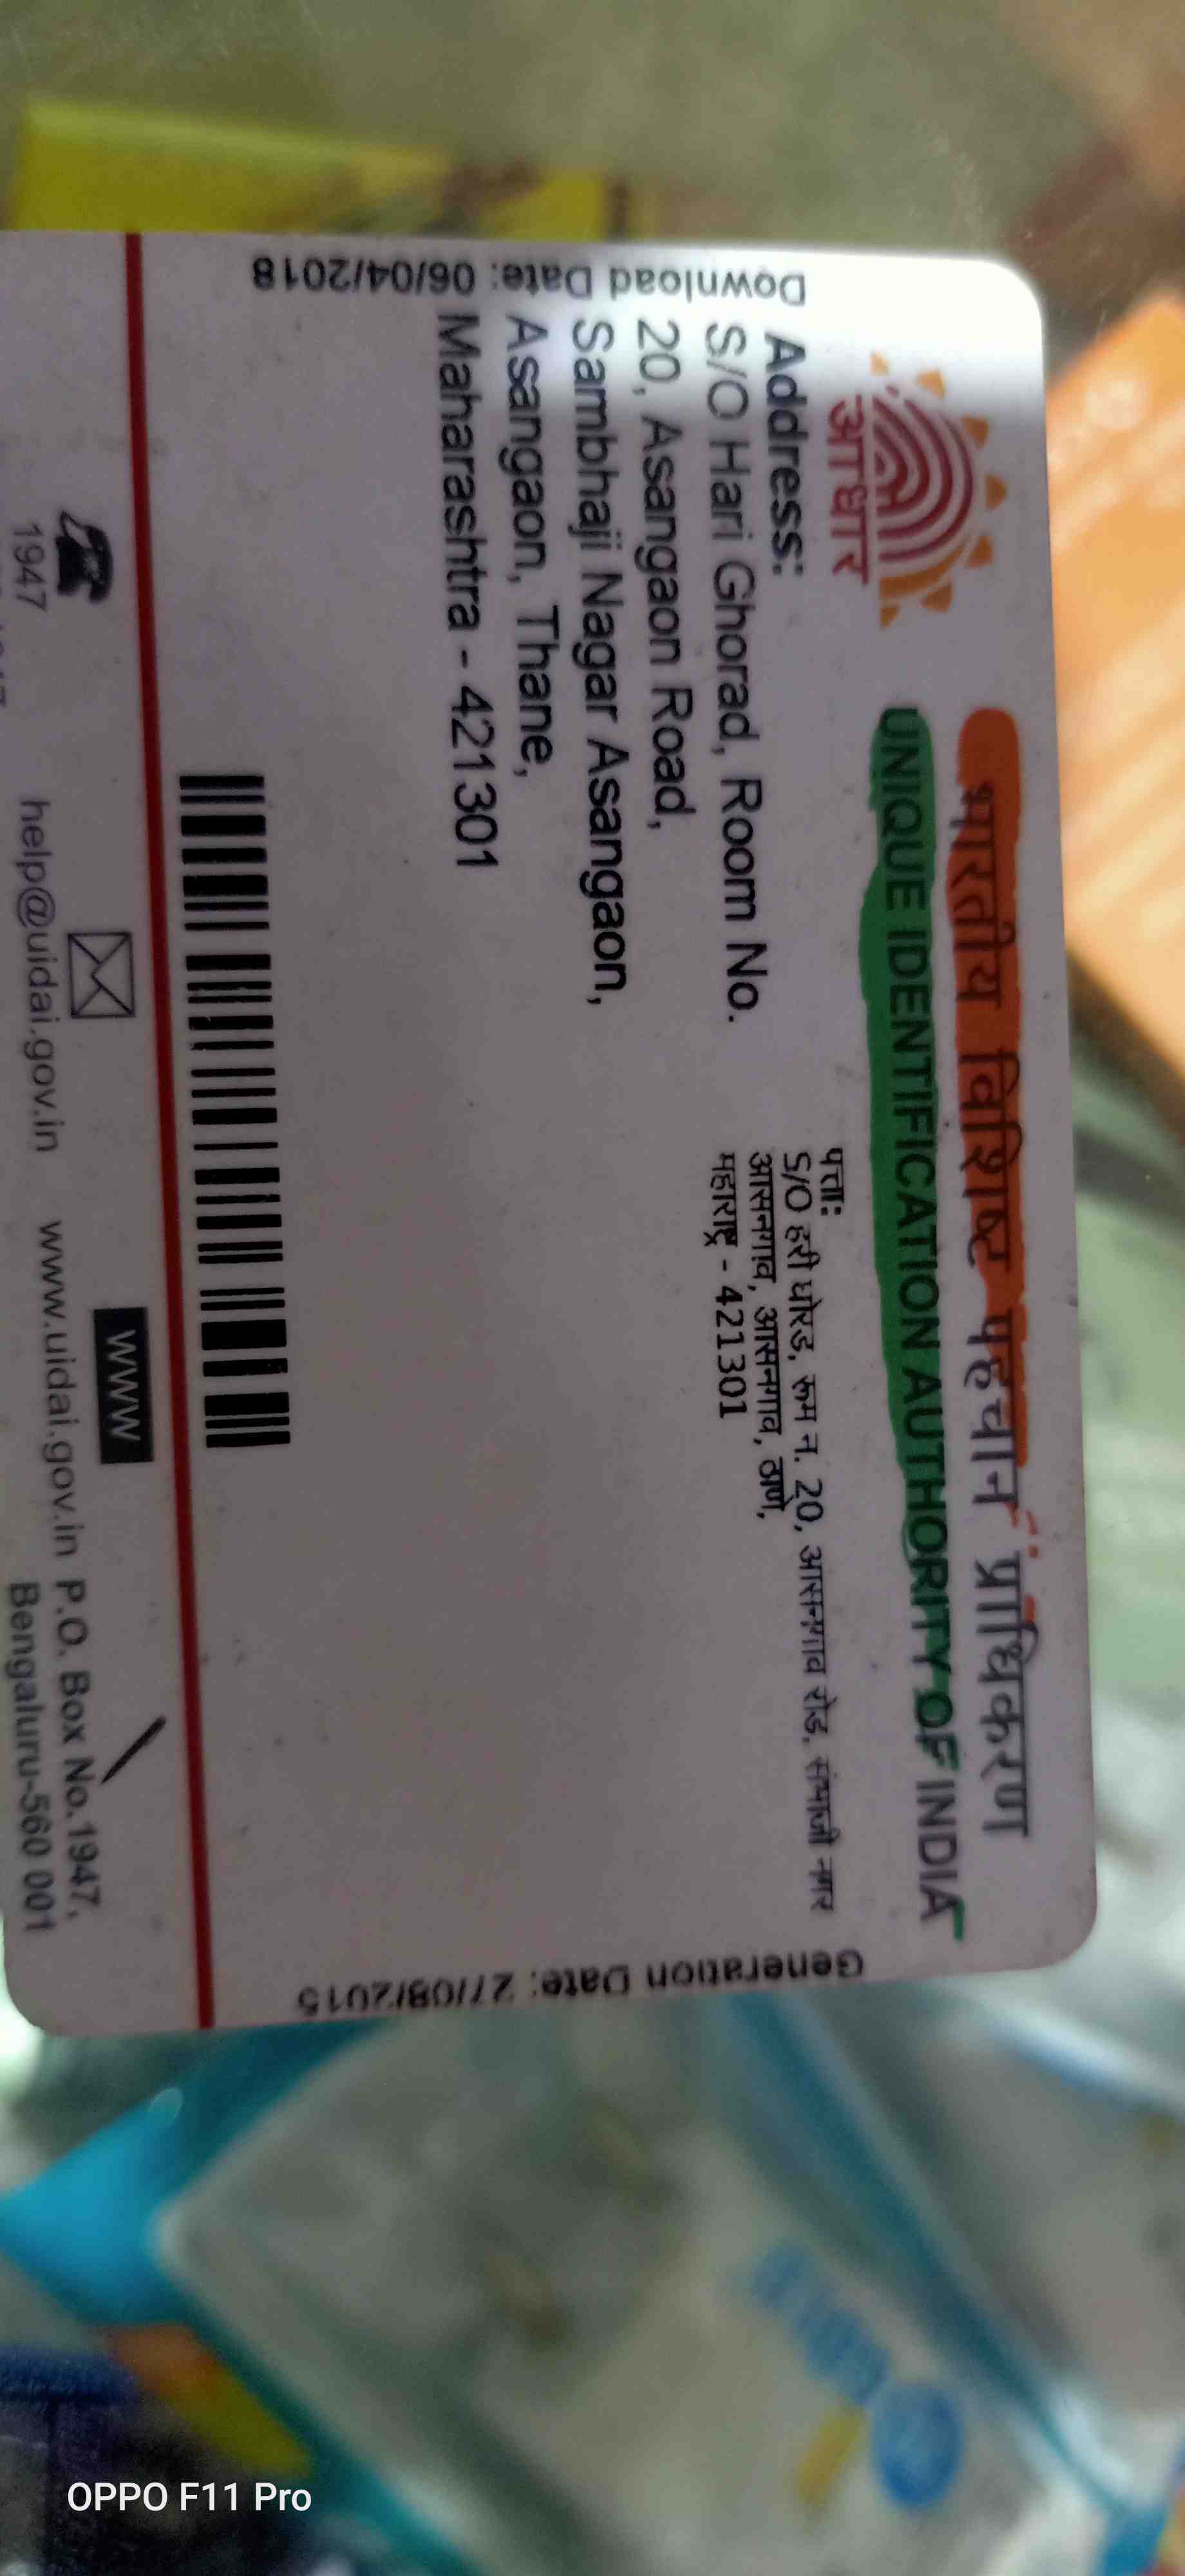 आधार
भारतीय विशिष्ट पहचान प्राधिकरण
UNIQUE IDENTIFICATION AUTHORITY OF INDIA
Download Date: 06/04/2018
Address:
S/O Hari Ghorad, Room No.
20, Asangaon Road,
Sambhaji Nagar Asangaon,
Asangaon, Thane,
Maharashtra - 421301
पत्ता:
S/O हरी घोरड, रूम न. 20, आसनगाव रोड, संभाजी नगर
आसनगाव, आसनगाव, ठाणे,
महाराष्ट्र - 421301
Generation Date: 27/08/2015
1947
help@uidai.gov.in
WWW
www.uidai.gov.in
P.O. Box No.1947,
Bengaluru-560 001
OPPO F11 Pro